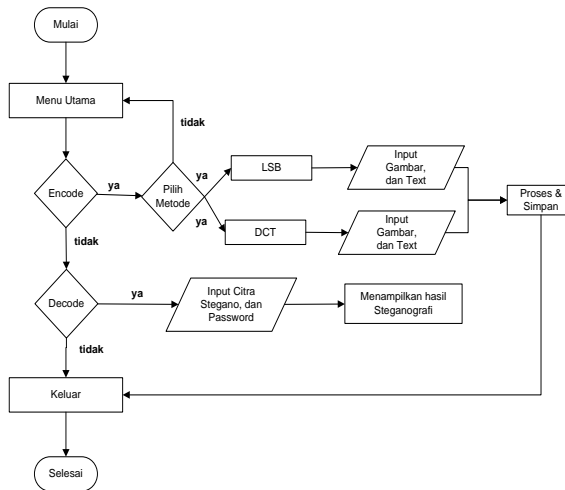 Mulai
Menu Utama
tidak
Encode
ya
Pilih
Metode
ya
ya
LSB
Input
Gambar,
dan Text
Proses &
Simpan
DCT
Input
Gambar,
dan Text
tidak
Decode
ya
Input Citra
Stegano, dan
Password
Menampilkan hasil
Steganografi
tidak
Keluar
Selesai